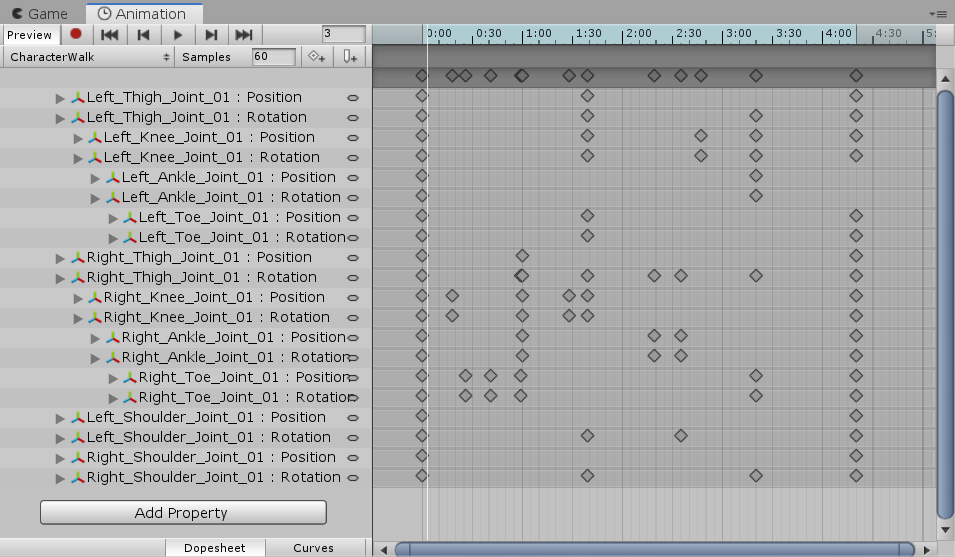 Game Animation
Preview 3 0:00 0:30 1:00 1:30 2:00 2:30 3:00 3:30 4:00 4:30 5:
CharacterWalk Samples 60
Left_Thigh_Joint_01 : Position
Left_Thigh_Joint_01 : Rotation
Left_Knee_Joint_01 : Position
Left_Knee_Joint_01 : Rotation
Left_Ankle_Joint_01 : Position
Left_Ankle_Joint_01 : Rotation
Left_Toe_Joint_01 : Position
Left_Toe_Joint_01 : Rotation
Right_Thigh_Joint_01 : Position
Right_Thigh_Joint_01 : Rotation
Right_Knee_Joint_01 : Position
Right_Knee_Joint_01 : Rotation
Right_Ankle_Joint_01 : Position
Right_Ankle_Joint_01 : Rotation
Right_Toe_Joint_01 : Position
Right_Toe_Joint_01 : Rotation
Left_Shoulder_Joint_01 : Position
Left_Shoulder_Joint_01 : Rotation
Right_Shoulder_Joint_01 : Position
Right_Shoulder_Joint_01 : Rotation
Add Property
Dopesheet Curves